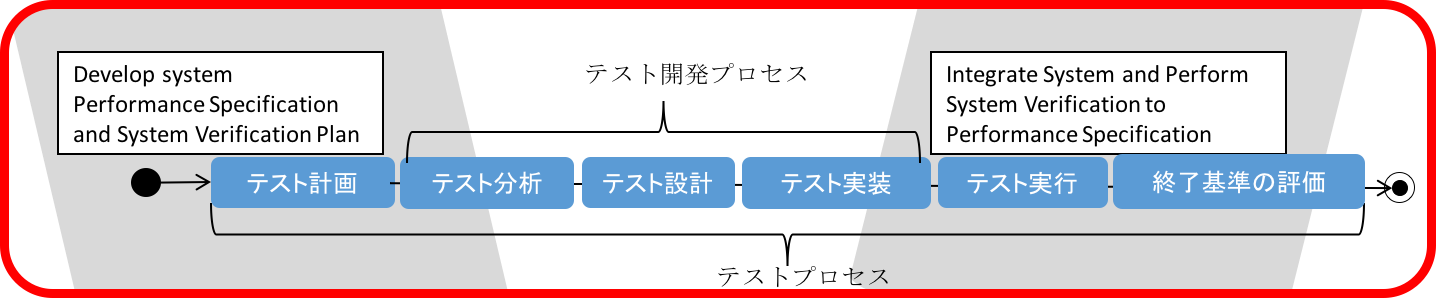 Develop system
Performance Specification
and System Verification Plan
テスト開発プロセス
Integrate System and Perform
System Verification to
Performance Specification
テスト計画
テスト分析
テスト設計
テスト実装
テスト実行
終了基準の評価
テストプロセス